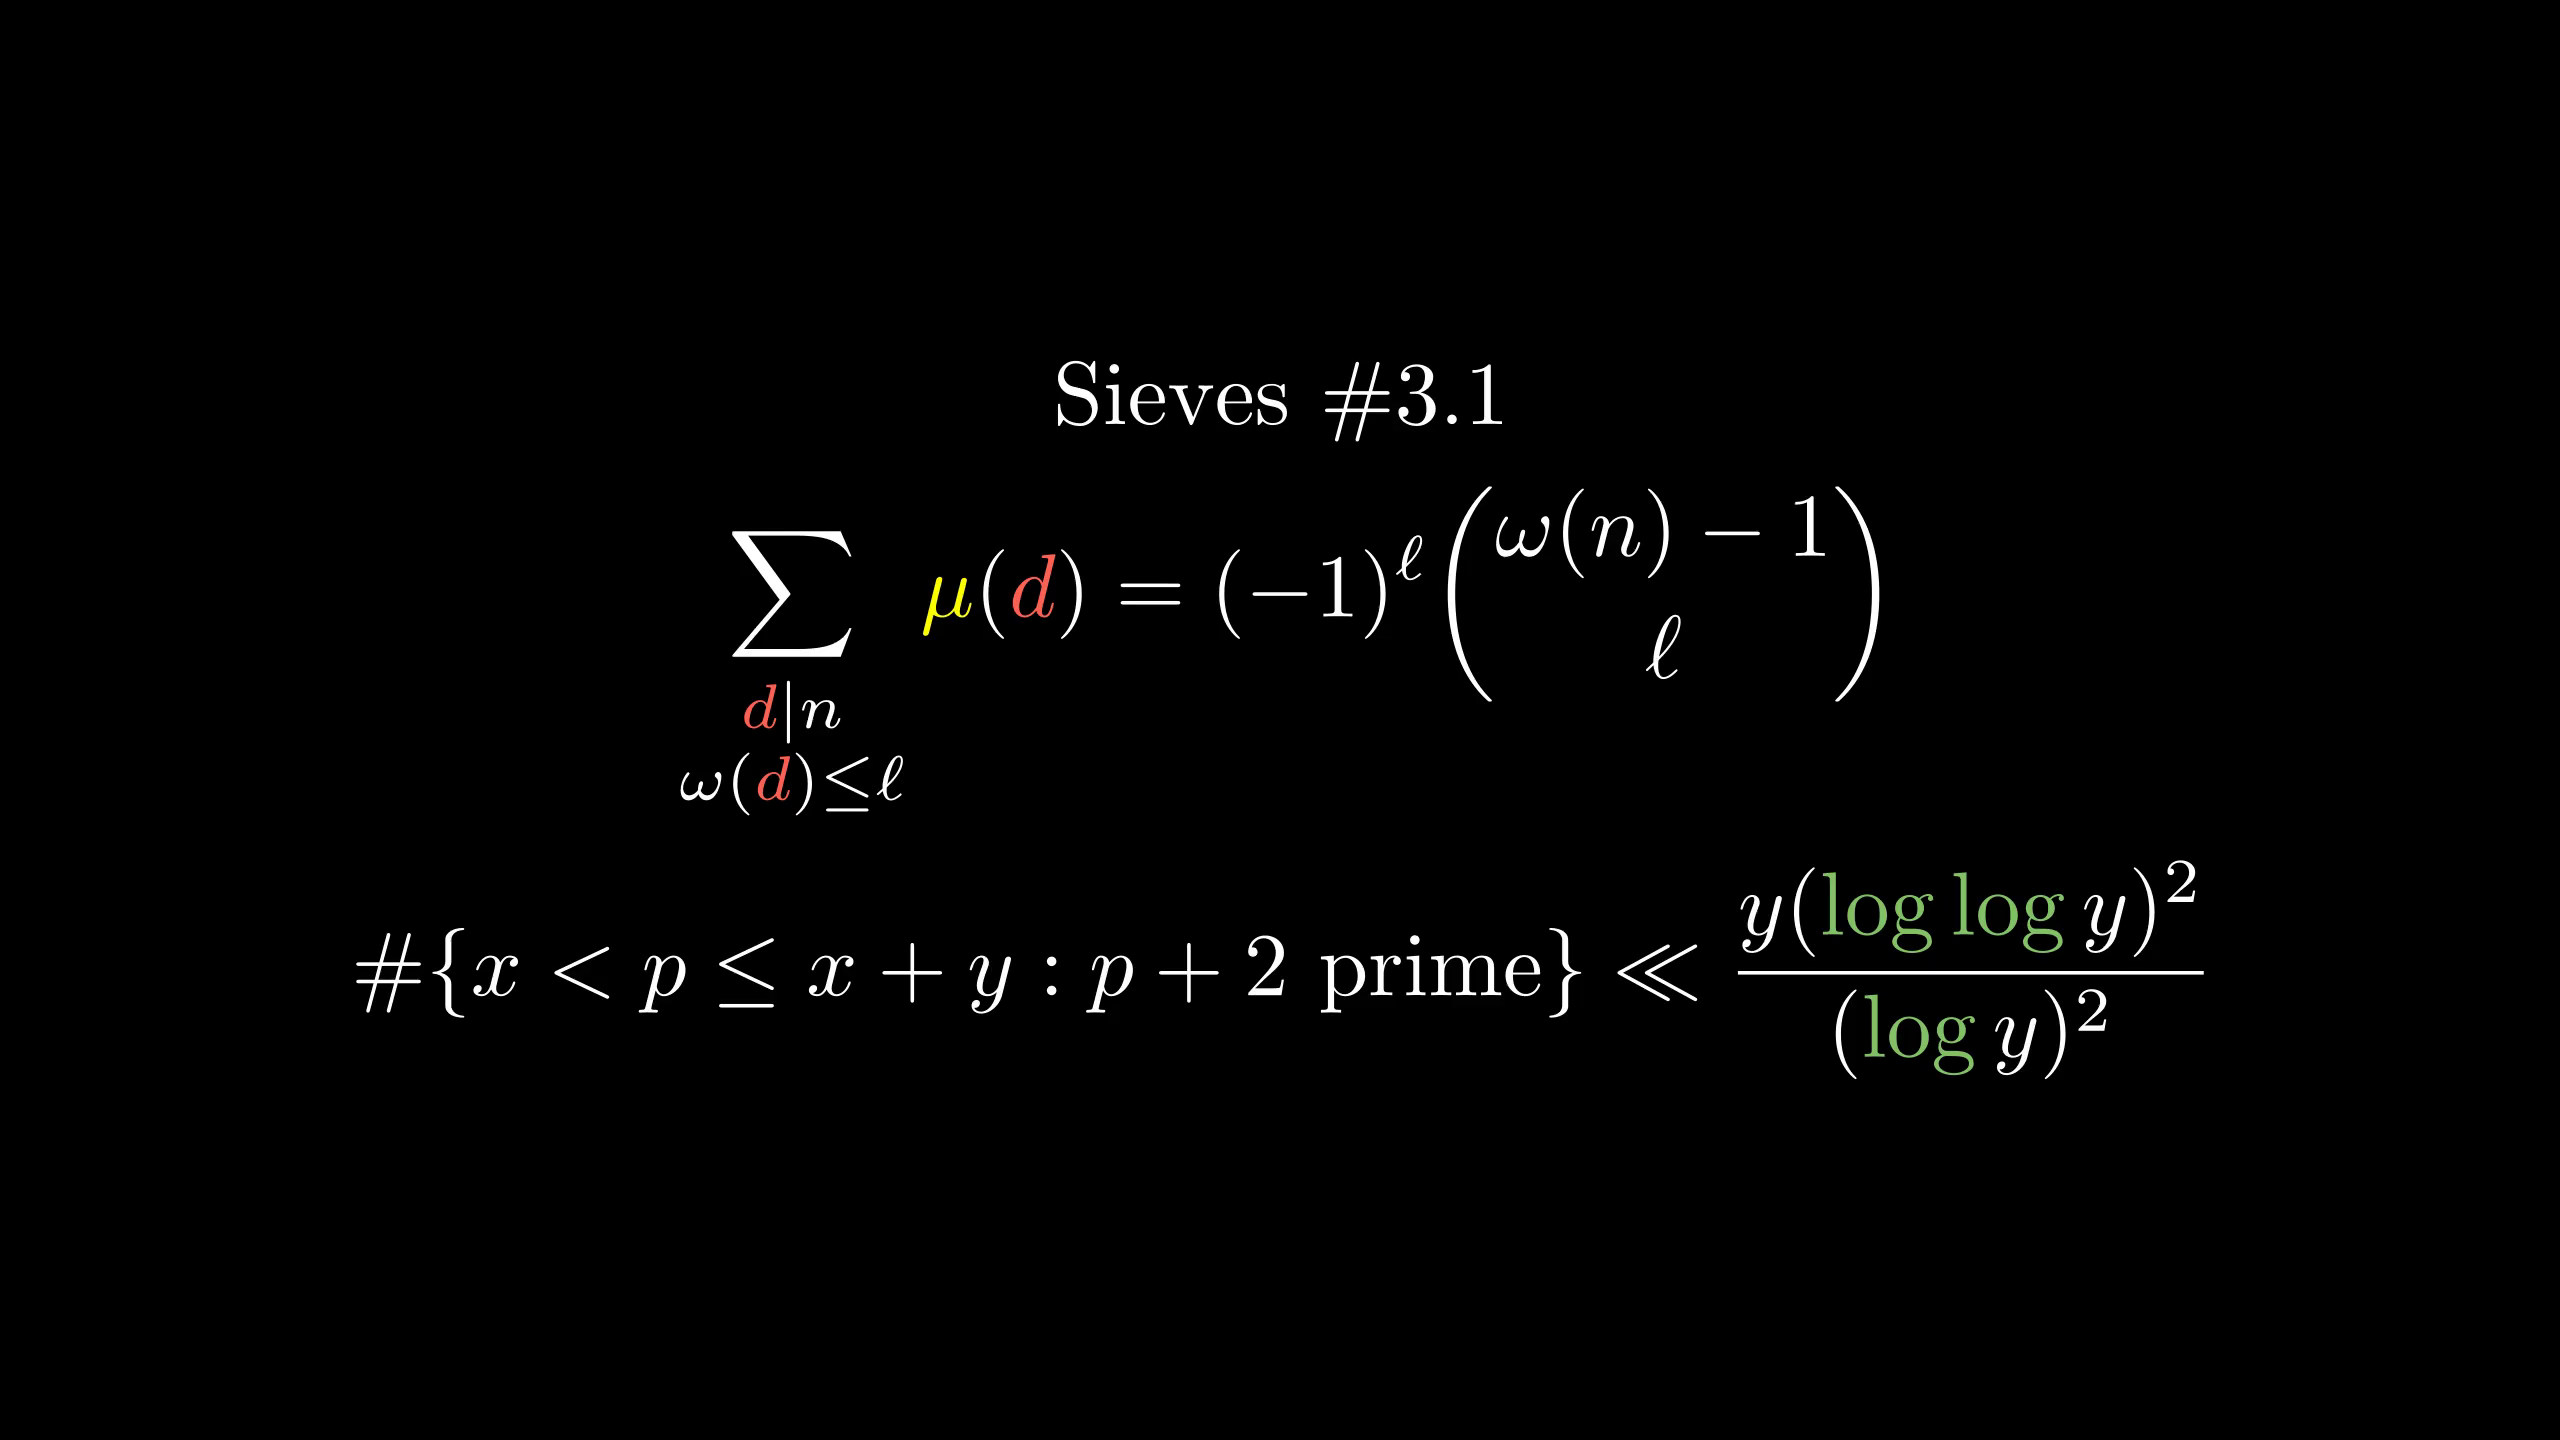 Sieves #3.1
$$\sum_{\substack{d|n \\ \omega(d) \leq \ell}} \mu(d) = (-1)^{\ell} \binom{\omega(n) - 1}{\ell}$$
$$\#\{x < p \leq x + y : p + 2 \text{ prime}\} \ll \frac{y(\log \log y)^2}{(\log y)^2}$$